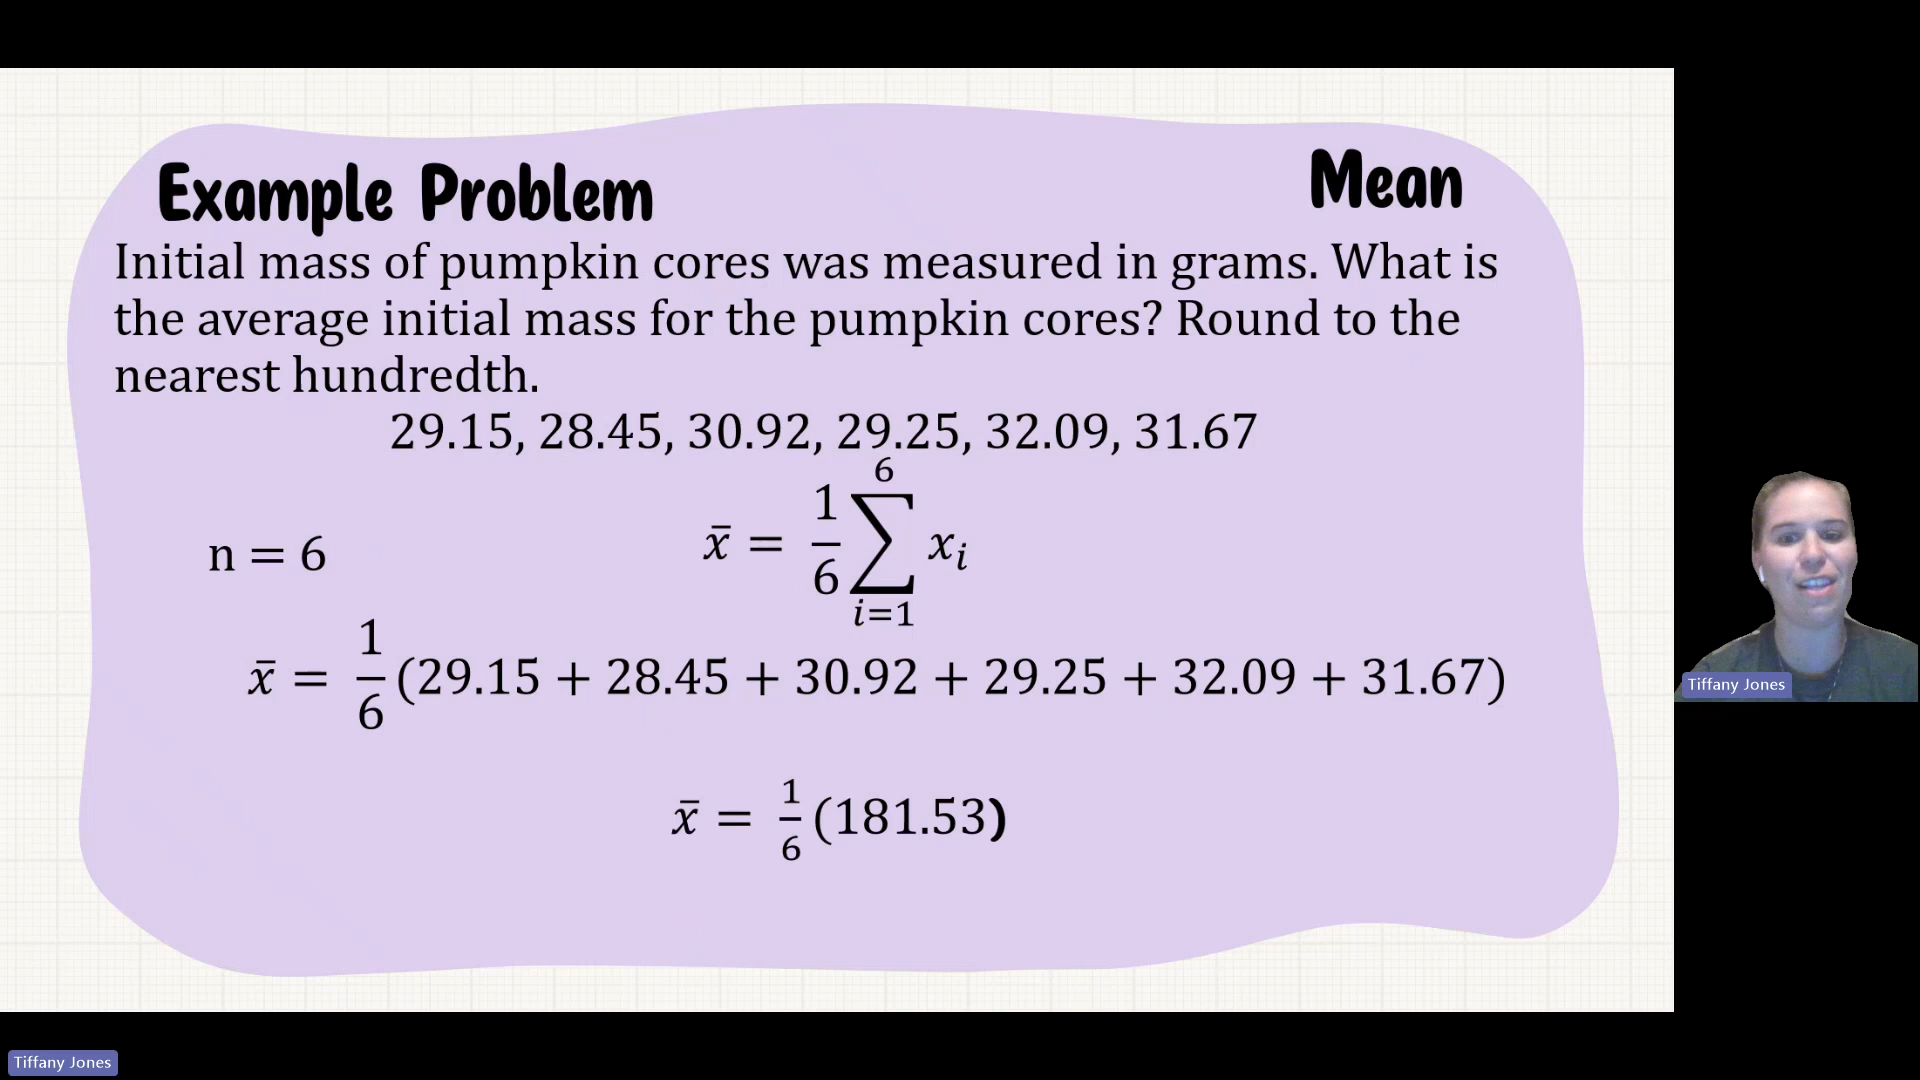 Example Problem
Mean
Initial mass of pumpkin cores was measured in grams. What is
the average initial mass for the pumpkin cores? Round to the
nearest hundredth.
29.15, 28.45, 30.92, 29.25, 32.09, 31.67
n = 6
x̄ = 1/6 ∑_{i=1}^{6} x_i
x̄ = 1/6 (29.15 + 28.45 + 30.92 + 29.25 + 32.09 + 31.67)
x̄ = 1/6 (181.53)
Tiffany Jones
Tiffany Jones